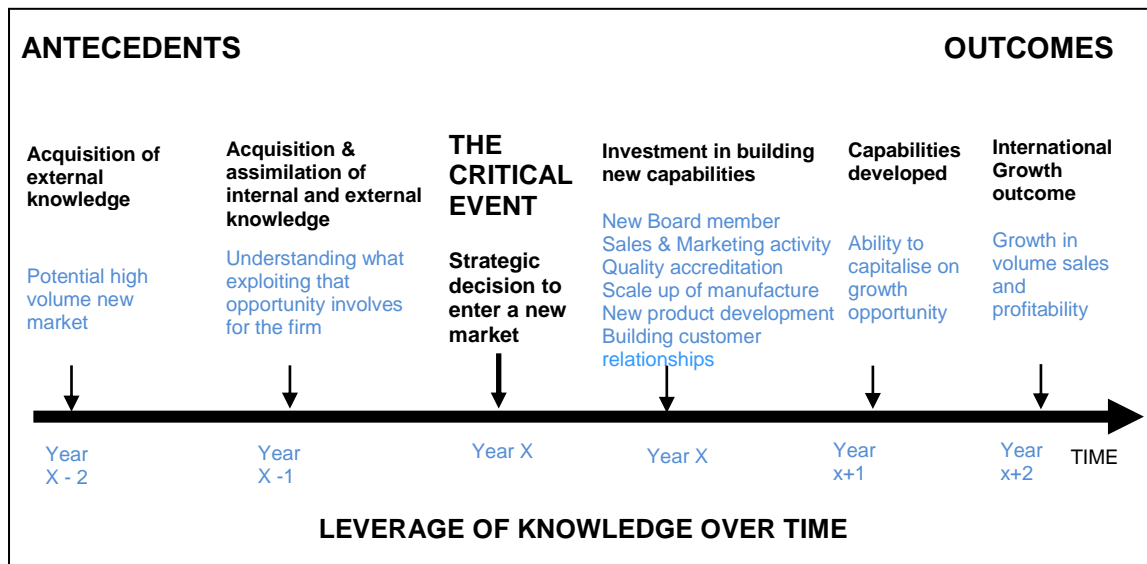 ANTECEDENTS
OUTCOMES
Acquisition of
external
knowledge
Potential high
volume new
market
Acquisition &
assimilation of
internal and external
knowledge
Understanding what
exploiting that
opportunity involves
for the firm
THE
CRITICAL
EVENT
Strategic
decision to
enter a new
market
Investment in building
new capabilities
New Board member
Sales & Marketing activity
Quality accreditation
Scale up of manufacture
New product development
Building customer
relationships
Capabilities
developed
Ability to
capitalise on
growth
opportunity
International
Growth
outcome
Growth in
volume sales
and
profitability
Year
X - 2
Year
X -1
Year X
Year X
Year
x+1
Year
x+2
TIME
LEVERAGE OF KNOWLEDGE OVER TIME